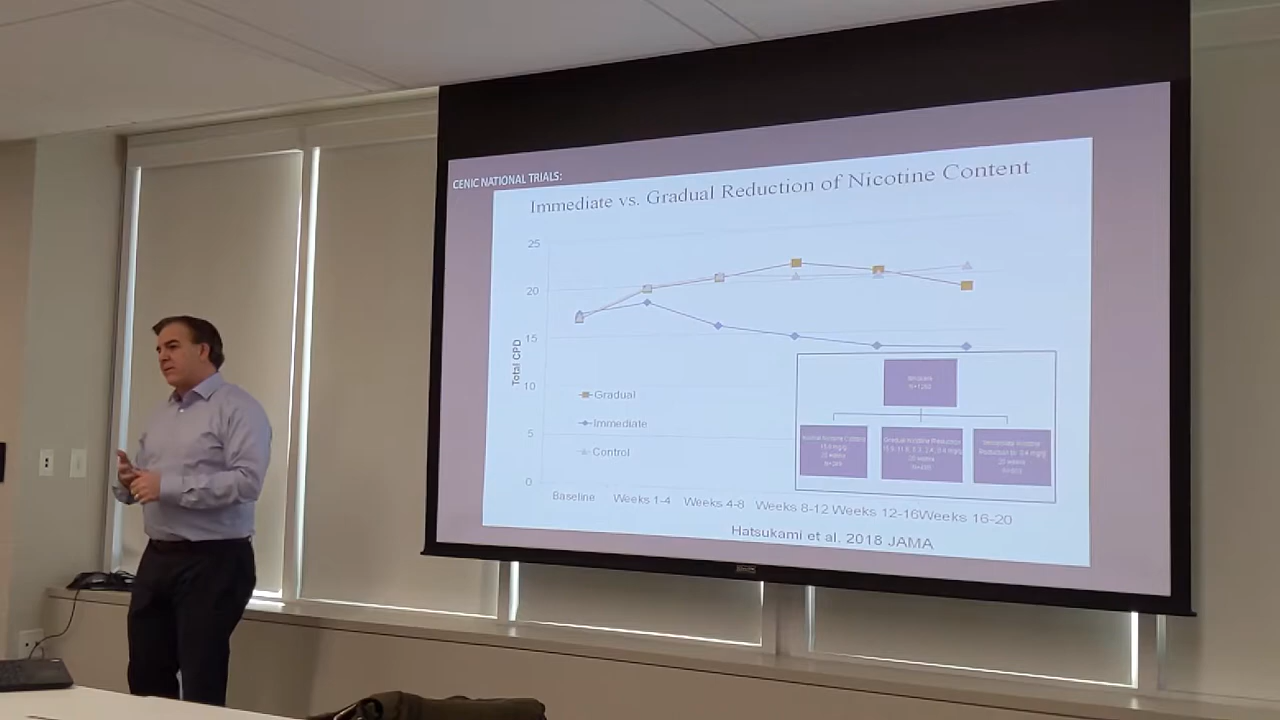 CENIC NATIONAL TRIALS:
Immediate vs. Gradual Reduction of Nicotine Content
25
20
15
10
5
0
Total CPD
Gradual
Immediate
Control
Baseline Weeks 1-4 Weeks 4-8 Weeks 8-12 Weeks 12-16 Weeks 16-20
Hatsukami et al. 2018 JAMA